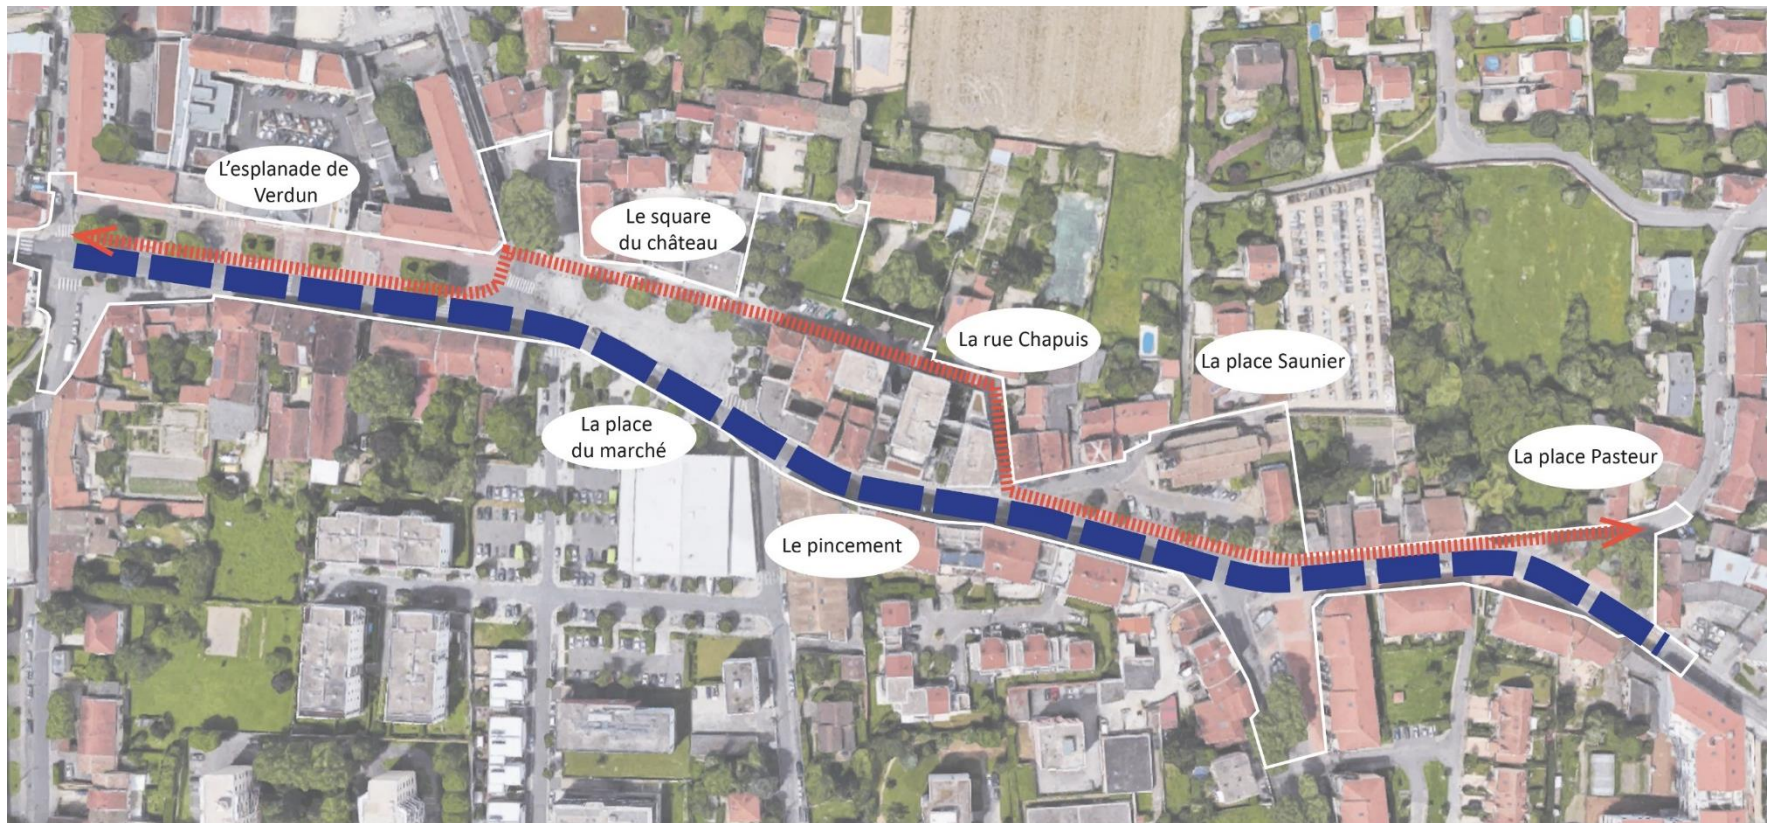 L'esplanade de
Verdun
Le square
du château
La rue Chapuis
La place Saunier
La place
du marché
La place Pasteur
Le pincement